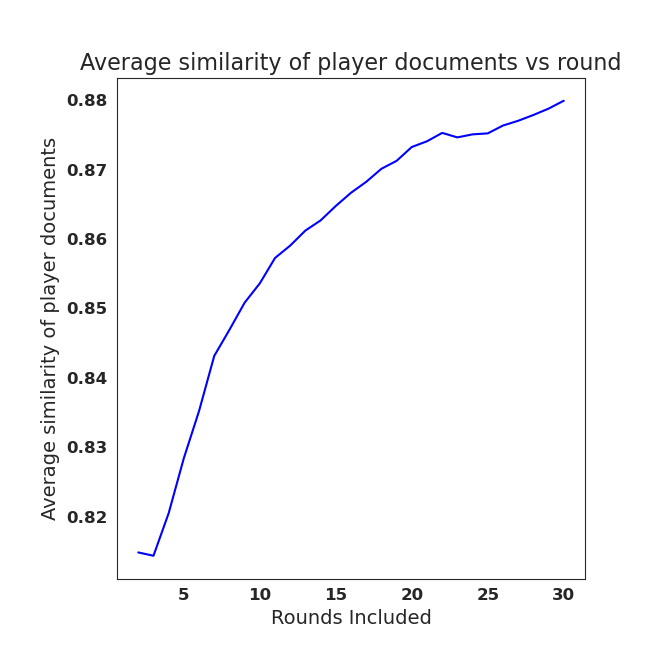 Average similarity of player documents vs round
Average similarity of player documents
0.88
0.87
0.86
0.85
0.84
0.83
0.82
5 10 15 20 25 30
Rounds Included